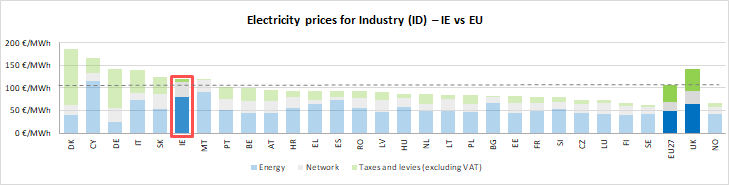 Electricity prices for Industry (ID) – IE vs EU
200 €/MWh
150 €/MWh
100 €/MWh
50 €/MWh
0 €/MWh
DK CY DE IT SK IE MT PT BE AT HR EL ES RO LV HU NL LT PL BG EE FR SI CZ LU FI SE EU27 UK NO
Energy Network Taxes and levies (excluding VAT)